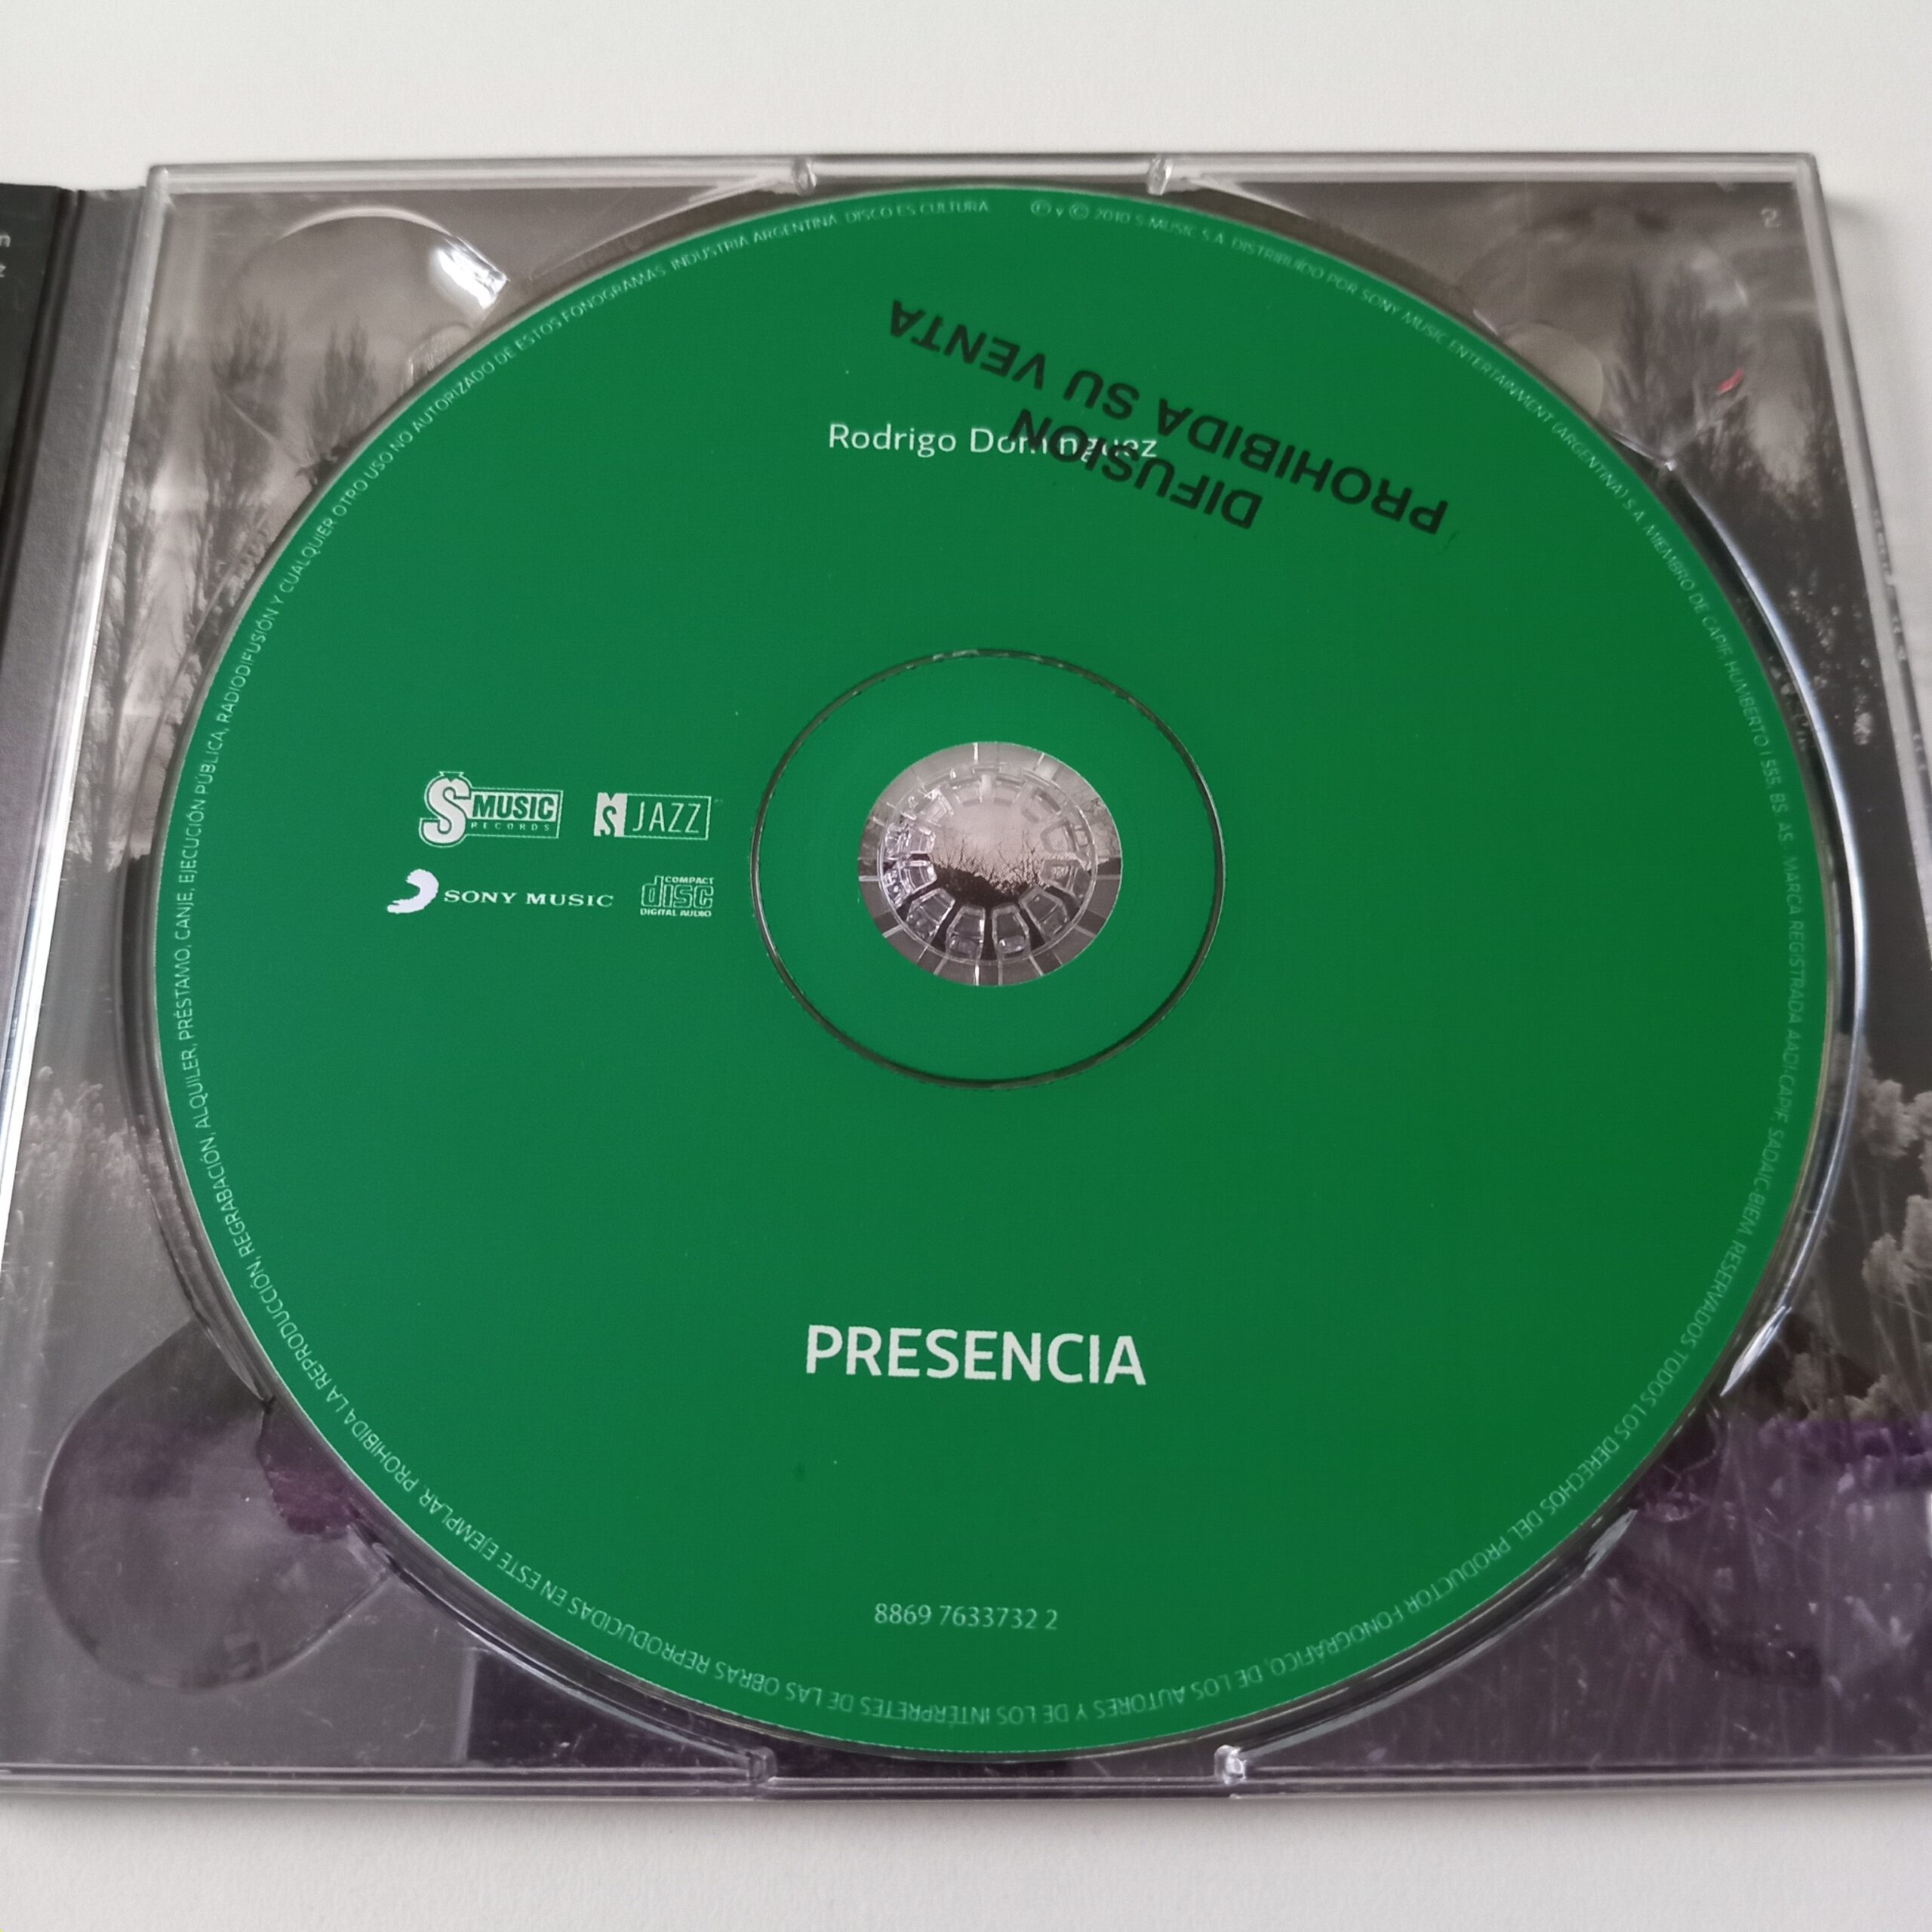 ℗ y © 2010 S-MUSIC S.A. DISTRIBUÍDO POR SONY MUSIC ENTERTAINMENT (ARGENTINA) S.A. MIEMBRO DE CAPIF. HUMBERTO I 555. BS. AS. MARCA REGISTRADA AADI-CAPIF. SADAIC-BIEM. RESERVADOS TODOS LOS DERECHOS DEL PRODUCTOR FONOGRÁFICO, DE LOS AUTORES Y DE LOS INTÉRPRETES DE LAS OBRAS REPRODUCIDAS EN ESTE EJEMPLAR. PROHIBIDA LA REPRODUCCIÓN, REGRABACIÓN, ALQUILER, PRÉSTAMO, CANJE, EJECUCIÓN PÚBLICA, RADIODIFUSIÓN Y CUALQUIER OTRO USO NO AUTORIZADO DE ESTOS FONOGRAMAS. INDUSTRIA ARGENTINA. DISCO ES CULTURA
DIFUSION
PROHIBIDA SU VENTA
Rodrigo Domínguez
S MUSIC
RECORDS
MS JAZZ
SONY MUSIC
COMPACT
disc
DIGITAL AUDIO
PRESENCIA
8869 7633732 2